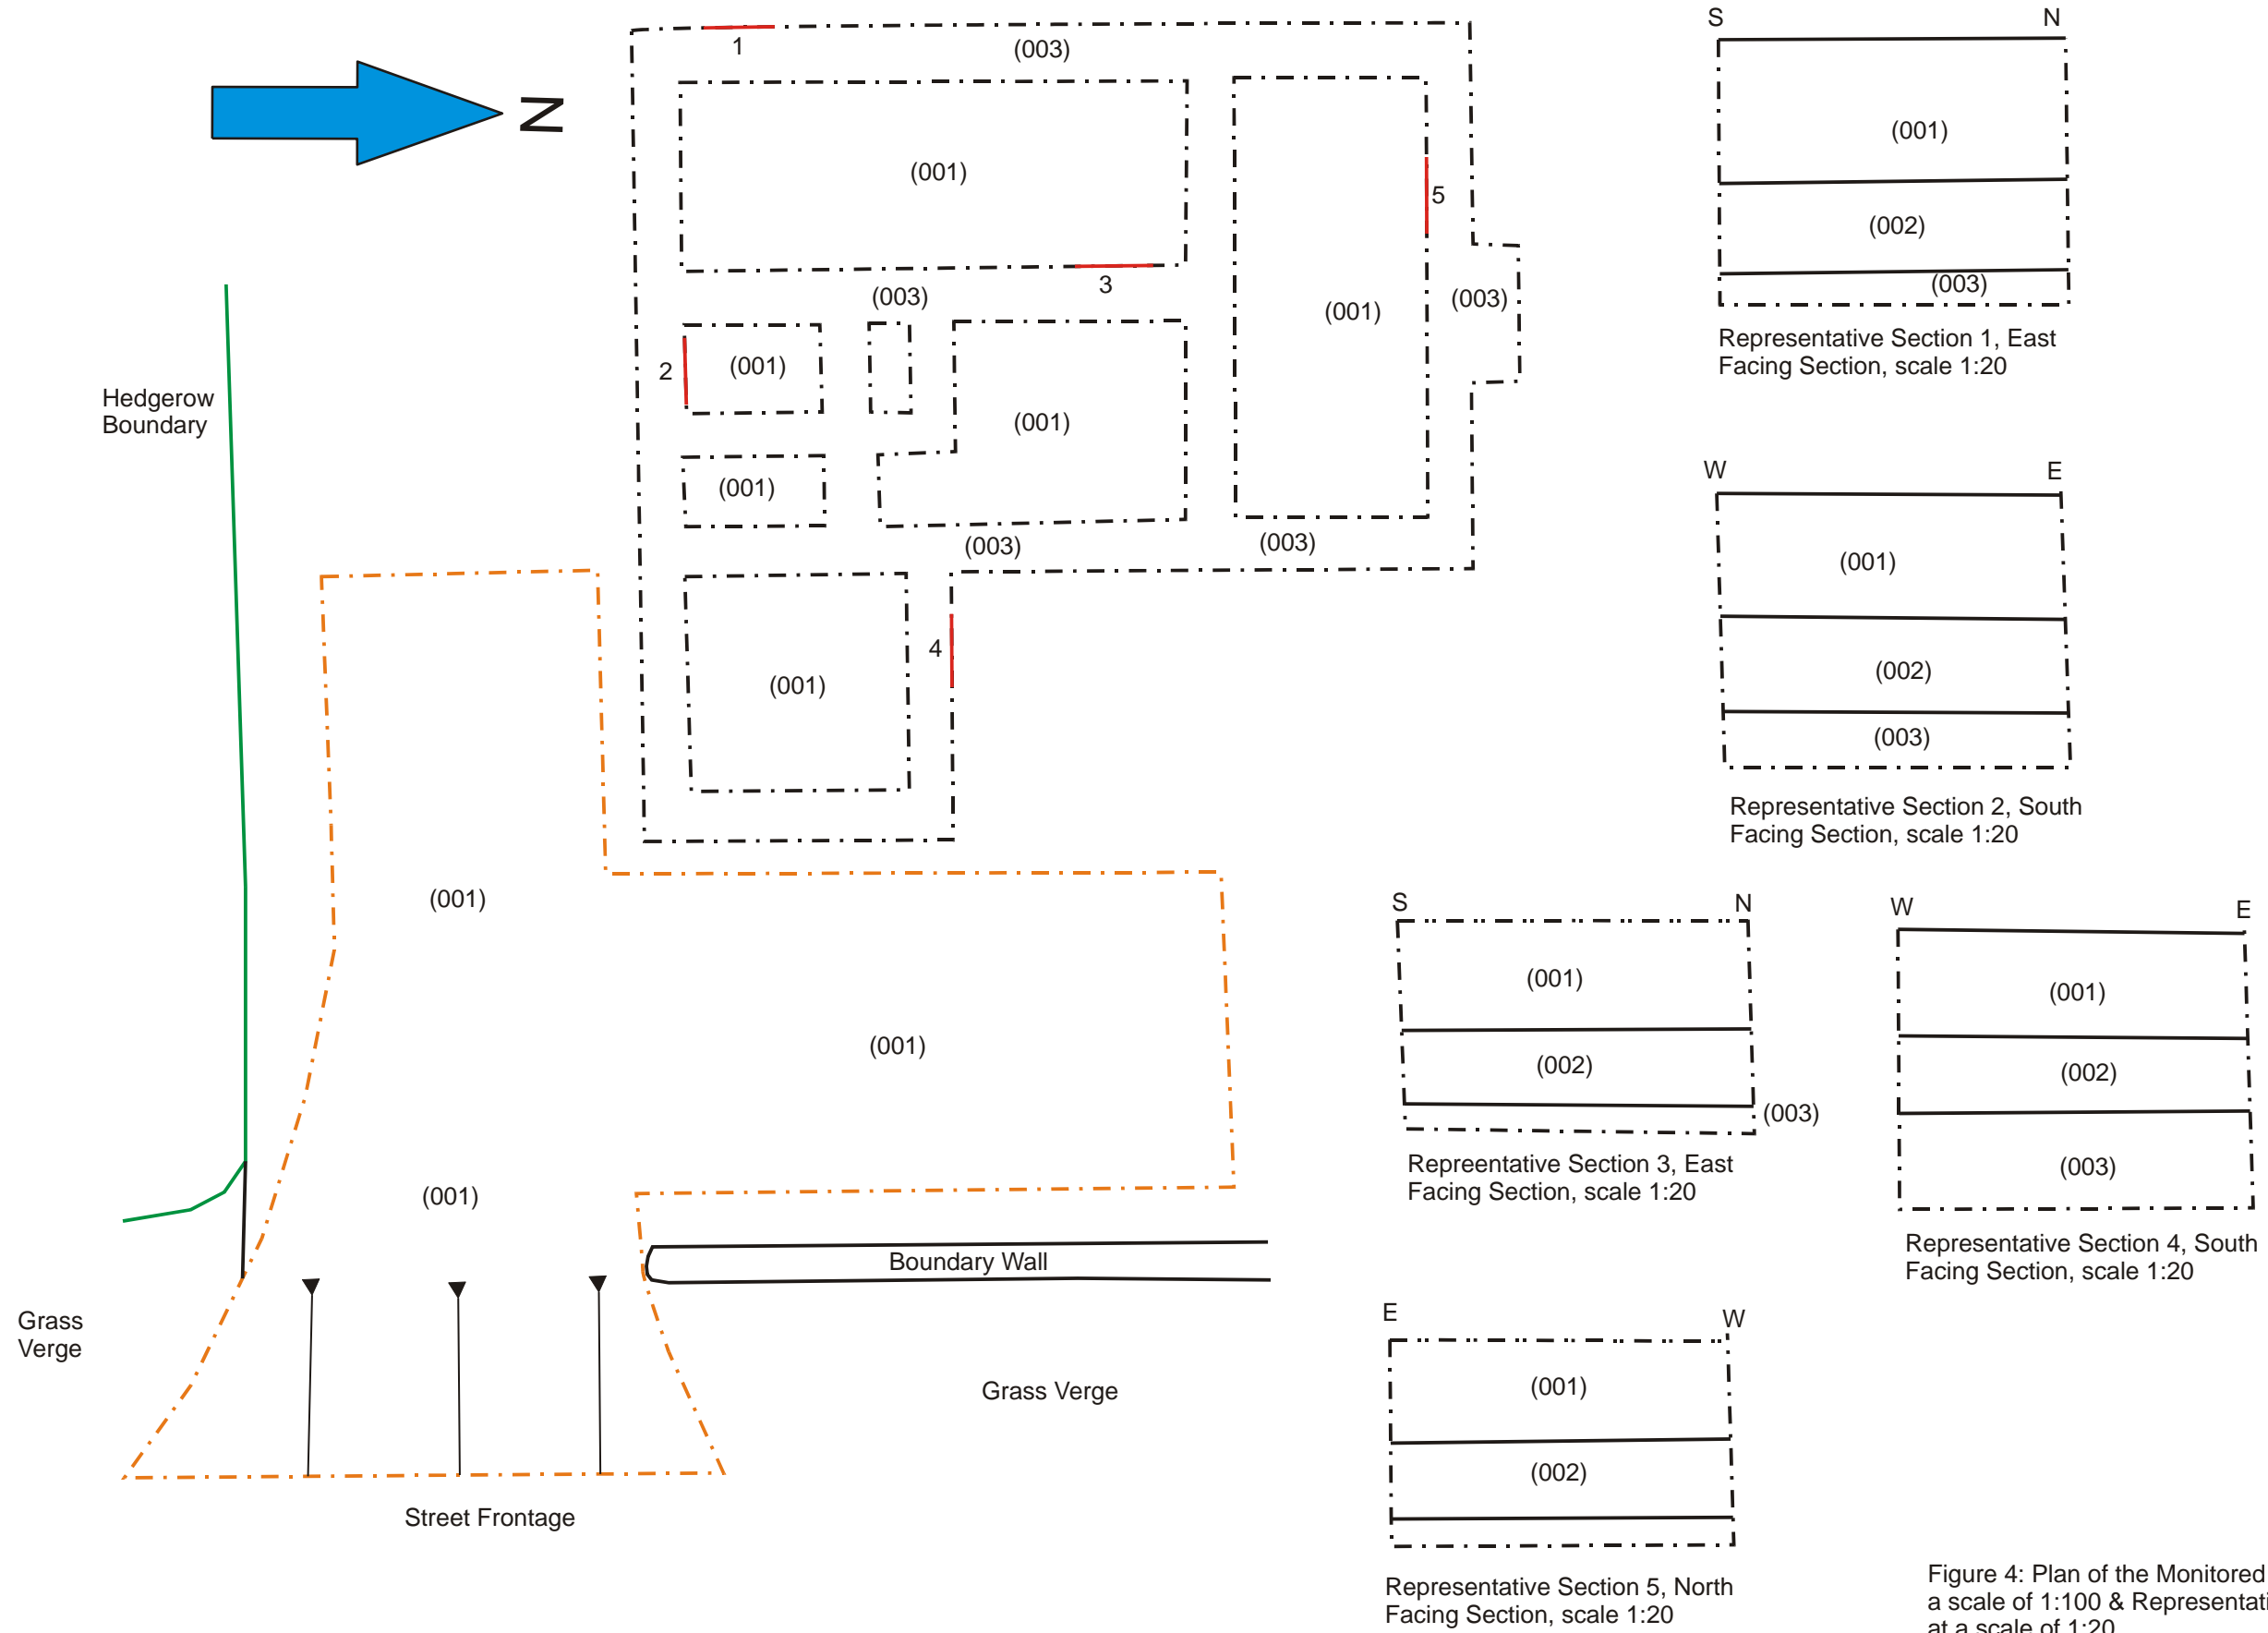 N
1
(003)
(001)
5
3
(003)
(001)
(003)
2
(001)
(001)
(001)
(003)
(003)
4
(001)
Hedgerow
Boundary
(001)
(001)
(001)
Boundary Wall
Grass
Verge
Grass Verge
Street Frontage
S N
(001)
(002)
(003)
Representative Section 1, East
Facing Section, scale 1:20
W E
(001)
(002)
(003)
Representative Section 2, South
Facing Section, scale 1:20
S N
(001)
(002)
(003)
Repreentative Section 3, East
Facing Section, scale 1:20
W E
(001)
(002)
(003)
Representative Section 4, South
Facing Section, scale 1:20
E W
(001)
(002)
Representative Section 5, North
Facing Section, scale 1:20
Figure 4: Plan of the Monitored
a scale of 1:100 & Representati
at a scale of 1:20